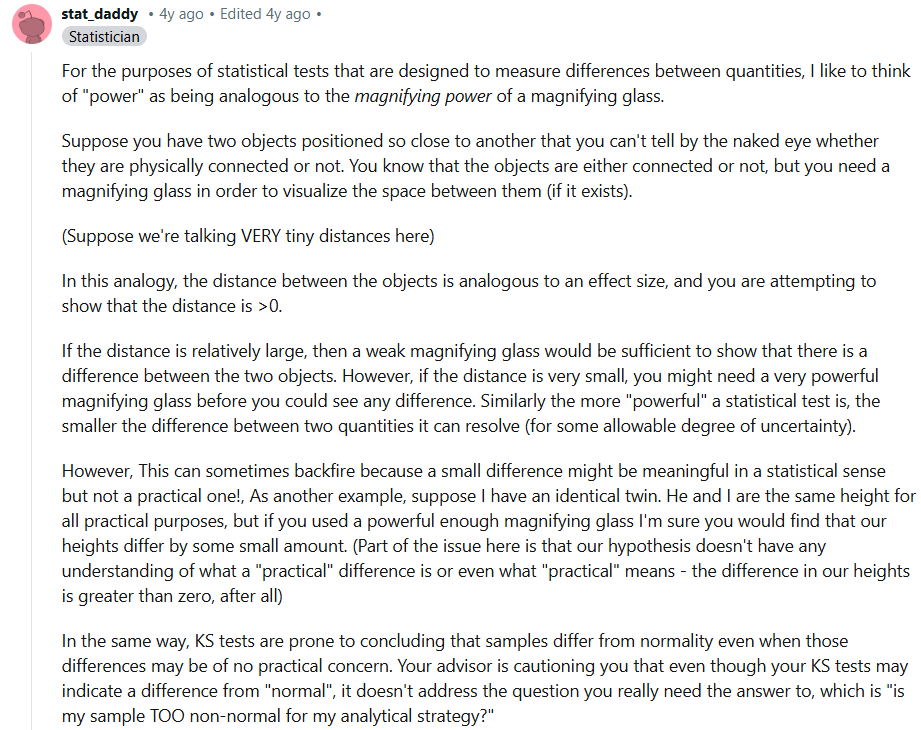 stat_daddy • 4y ago • Edited 4y ago •
Statistician
For the purposes of statistical tests that are designed to measure differences between quantities, I like to think
of "power" as being analogous to the magnifying power of a magnifying glass.
Suppose you have two objects positioned so close to another that you can't tell by the naked eye whether
they are physically connected or not. You know that the objects are either connected or not, but you need a
magnifying glass in order to visualize the space between them (if it exists).
(Suppose we're talking VERY tiny distances here)
In this analogy, the distance between the objects is analogous to an effect size, and you are attempting to
show that the distance is >0.
If the distance is relatively large, then a weak magnifying glass would be sufficient to show that there is a
difference between the two objects. However, if the distance is very small, you might need a very powerful
magnifying glass before you could see any difference. Similarly the more "powerful" a statistical test is, the
smaller the difference between two quantities it can resolve (for some allowable degree of uncertainty).
However, This can sometimes backfire because a small difference might be meaningful in a statistical sense
but not a practical one!, As another example, suppose I have an identical twin. He and I are the same height for
all practical purposes, but if you used a powerful enough magnifying glass I'm sure you would find that our
heights differ by some small amount. (Part of the issue here is that our hypothesis doesn't have any
understanding of what a "practical" difference is or even what "practical" means - the difference in our heights
is greater than zero, after all)
In the same way, KS tests are prone to concluding that samples differ from normality even when those
differences may be of no practical concern. Your advisor is cautioning you that even though your KS tests may
indicate a difference from "normal", it doesn't address the question you really need the answer to, which is "is
my sample TOO non-normal for my analytical strategy?"